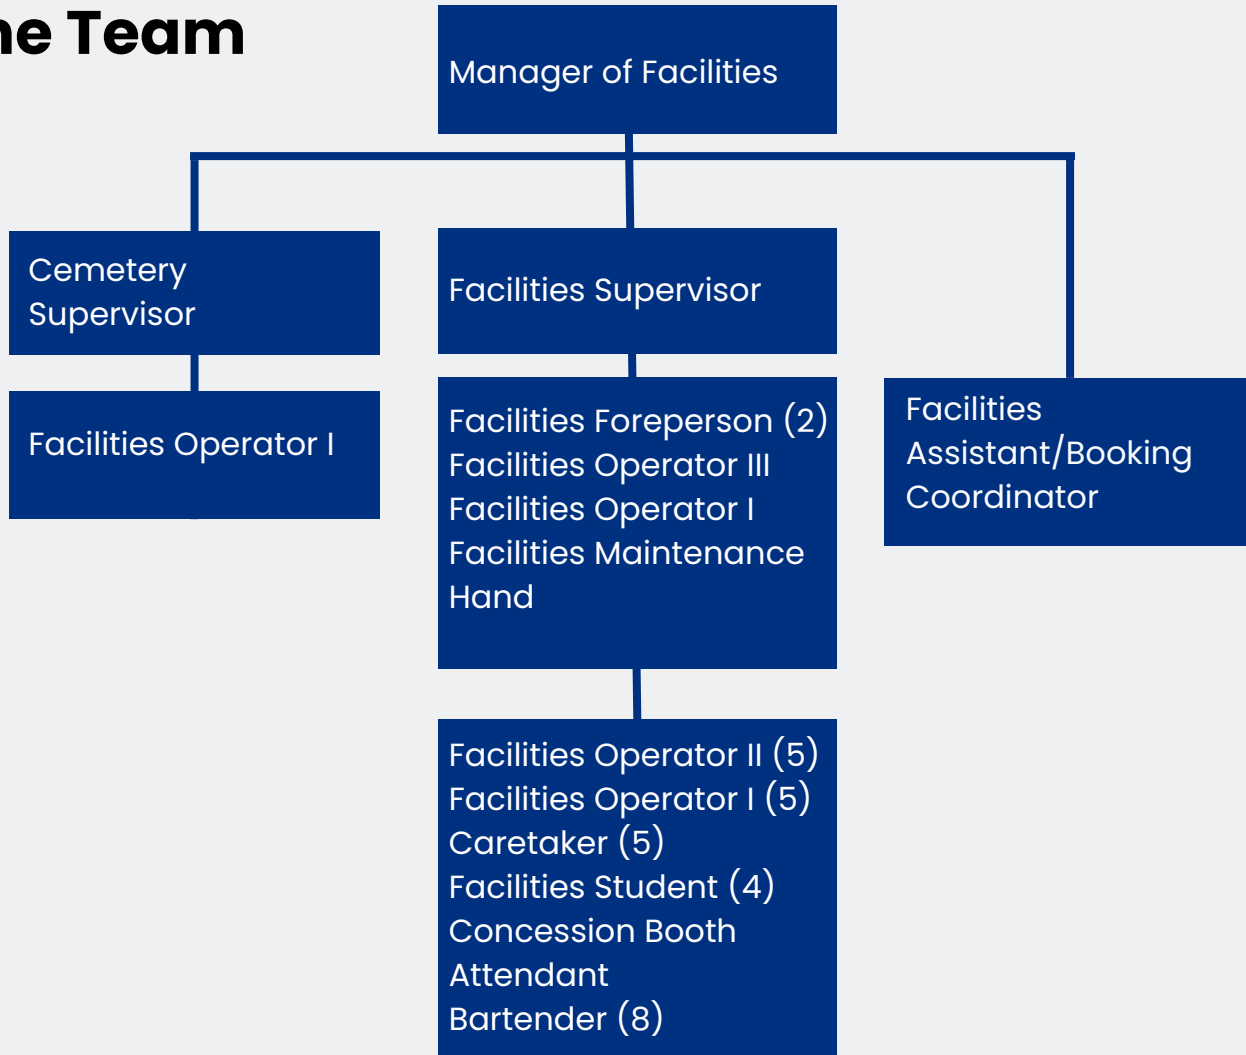 Team
Manager of Facilities
Cemetery
Supervisor
Facilities Supervisor
Facilities Operator I
Facilities Foreperson (2)
Facilities Operator III
Facilities Operator I
Facilities Maintenance
Hand
Facilities
Assistant/Booking
Coordinator
Facilities Operator II (5)
Facilities Operator I (5)
Caretaker (5)
Facilities Student (4)
Concession Booth
Attendant
Bartender (8)